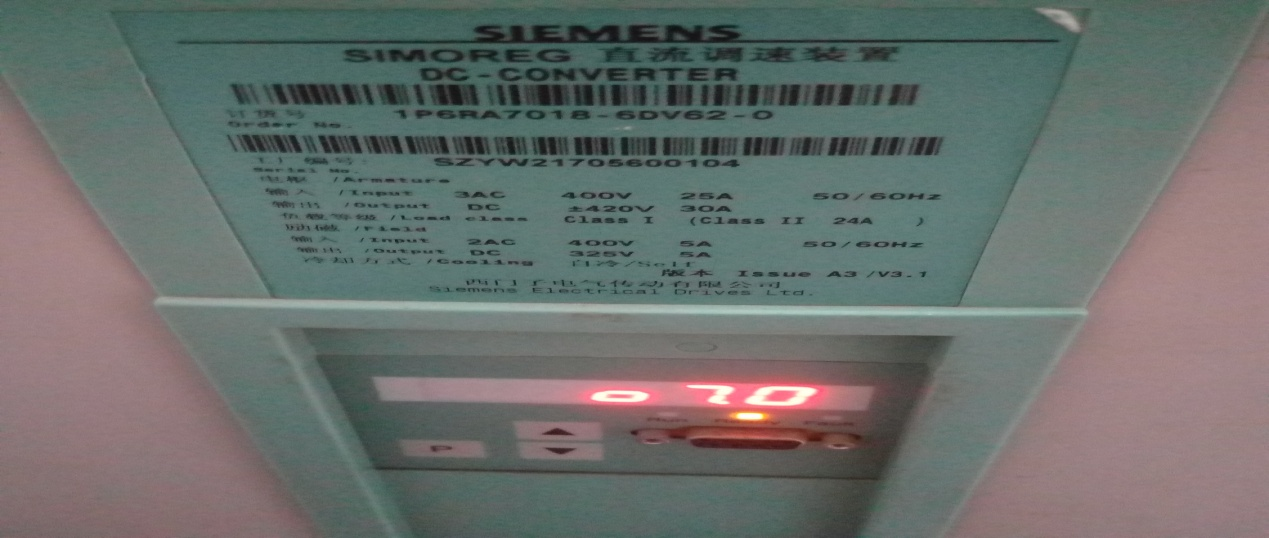 SIEMENS
SIMOREG 直流调速装置
DC-CONVERTER
订货号 1P6RA7018-6DV62-0
Order No.
工厂编号: SZYW21705600104
Serial No.
电枢 /Armature
输入 /Input 3AC 400V 25A 50/60Hz
输出 /Output DC ±420V 30A
负载等级 /Load class Class I (Class II 24A )
励磁 /Field
输入 /Input 2AC 400V 5A 50/60Hz
输出 /Output DC 325V 5A
冷却方式 /Cooling 自冷/Self
版本 Issue A3/V3.1
西门子电气传动有限公司
Siemens Electrical Drives Ltd.
o 7.0
P